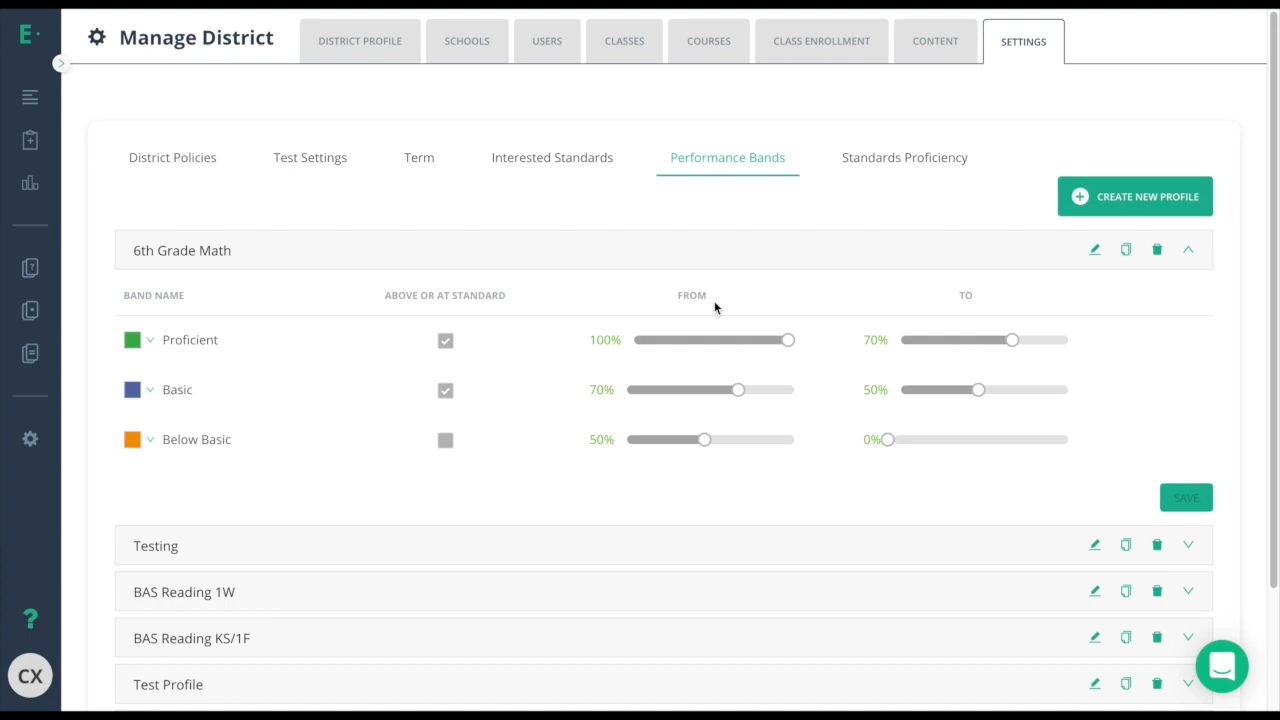 E·
Manage District
DISTRICT PROFILE
SCHOOLS
USERS
CLASSES
COURSES
CLASS ENROLLMENT
CONTENT
SETTINGS
District Policies
Test Settings
Term
Interested Standards
Performance Bands
Standards Proficiency
CREATE NEW PROFILE
6th Grade Math
BAND NAME
ABOVE OR AT STANDARD
FROM
TO
Proficient
100%
70%
Basic
70%
50%
Below Basic
50%
0%
SAVE
Testing
BAS Reading 1W
BAS Reading KS/1F
Test Profile
?
CX